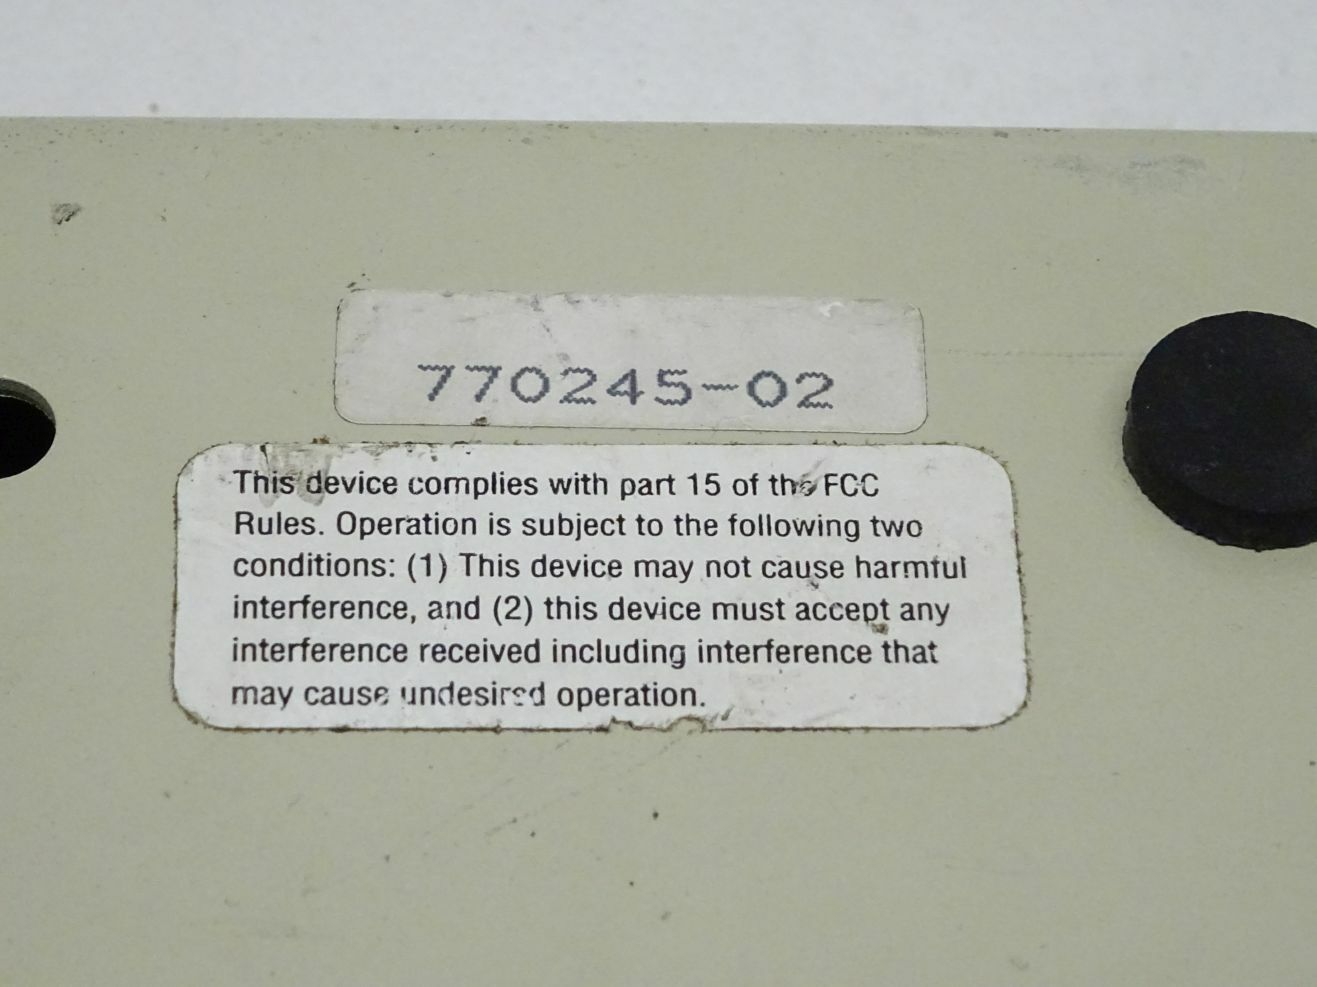 770245-02
This device complies with part 15 of the FCC
Rules. Operation is subject to the following two
conditions: (1) This device may not cause harmful
interference, and (2) this device must accept any
interference received including interference that
may cause undesired operation.